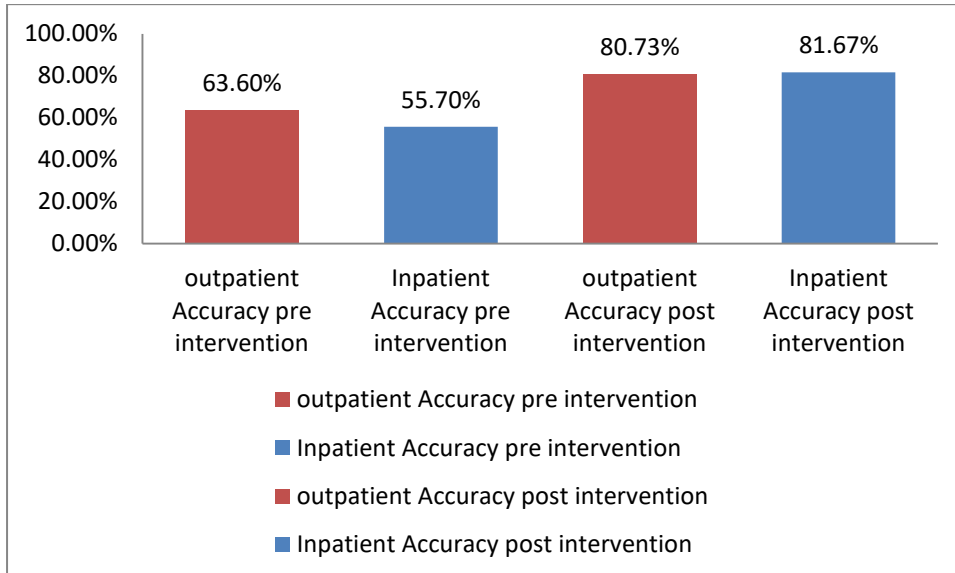 100.00%
80.00%
60.00%
40.00%
20.00%
0.00%
63.60%
55.70%
80.73%
81.67%
outpatient
Accuracy pre
intervention
Inpatient
Accuracy pre
intervention
outpatient
Accuracy post
intervention
Inpatient
Accuracy post
intervention
outpatient Accuracy pre intervention
Inpatient Accuracy pre intervention
outpatient Accuracy post intervention
Inpatient Accuracy post intervention